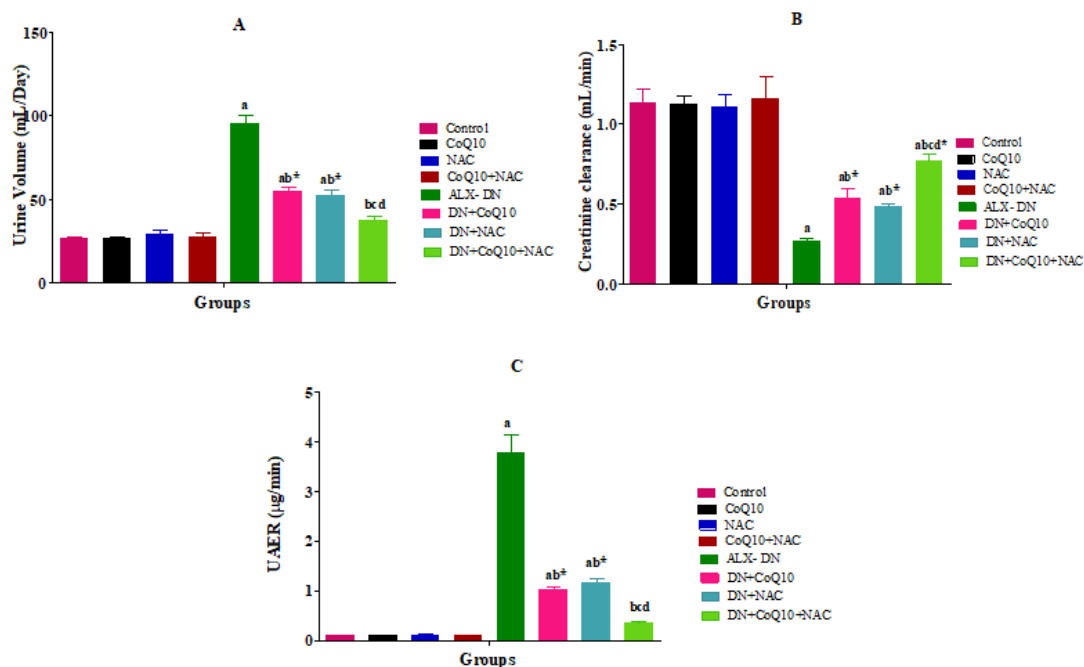 A
Urine Volume (mL/Day)
150
100
50
0
a
ab*
ab*
bcd
Groups
Control
CoQ10
NAC
CoQ10+NAC
ALX- DN
DN+CoQ10
DN+NAC
DN+CoQ10+NAC
B
Creatinine clearance (mL/min)
1.5
1.0
0.5
0.0
a
ab*
ab*
abcd*
Groups
Control
CoQ10
NAC
CoQ10+NAC
ALX- DN
DN+CoQ10
DN+NAC
DN+CoQ10+NAC
C
UAER (µg/min)
5
4
3
2
1
0
a
ab*
ab*
bcd
Groups
Control
CoQ10
NAC
CoQ10+NAC
ALX- DN
DN+CoQ10
DN+NAC
DN+CoQ10+NAC